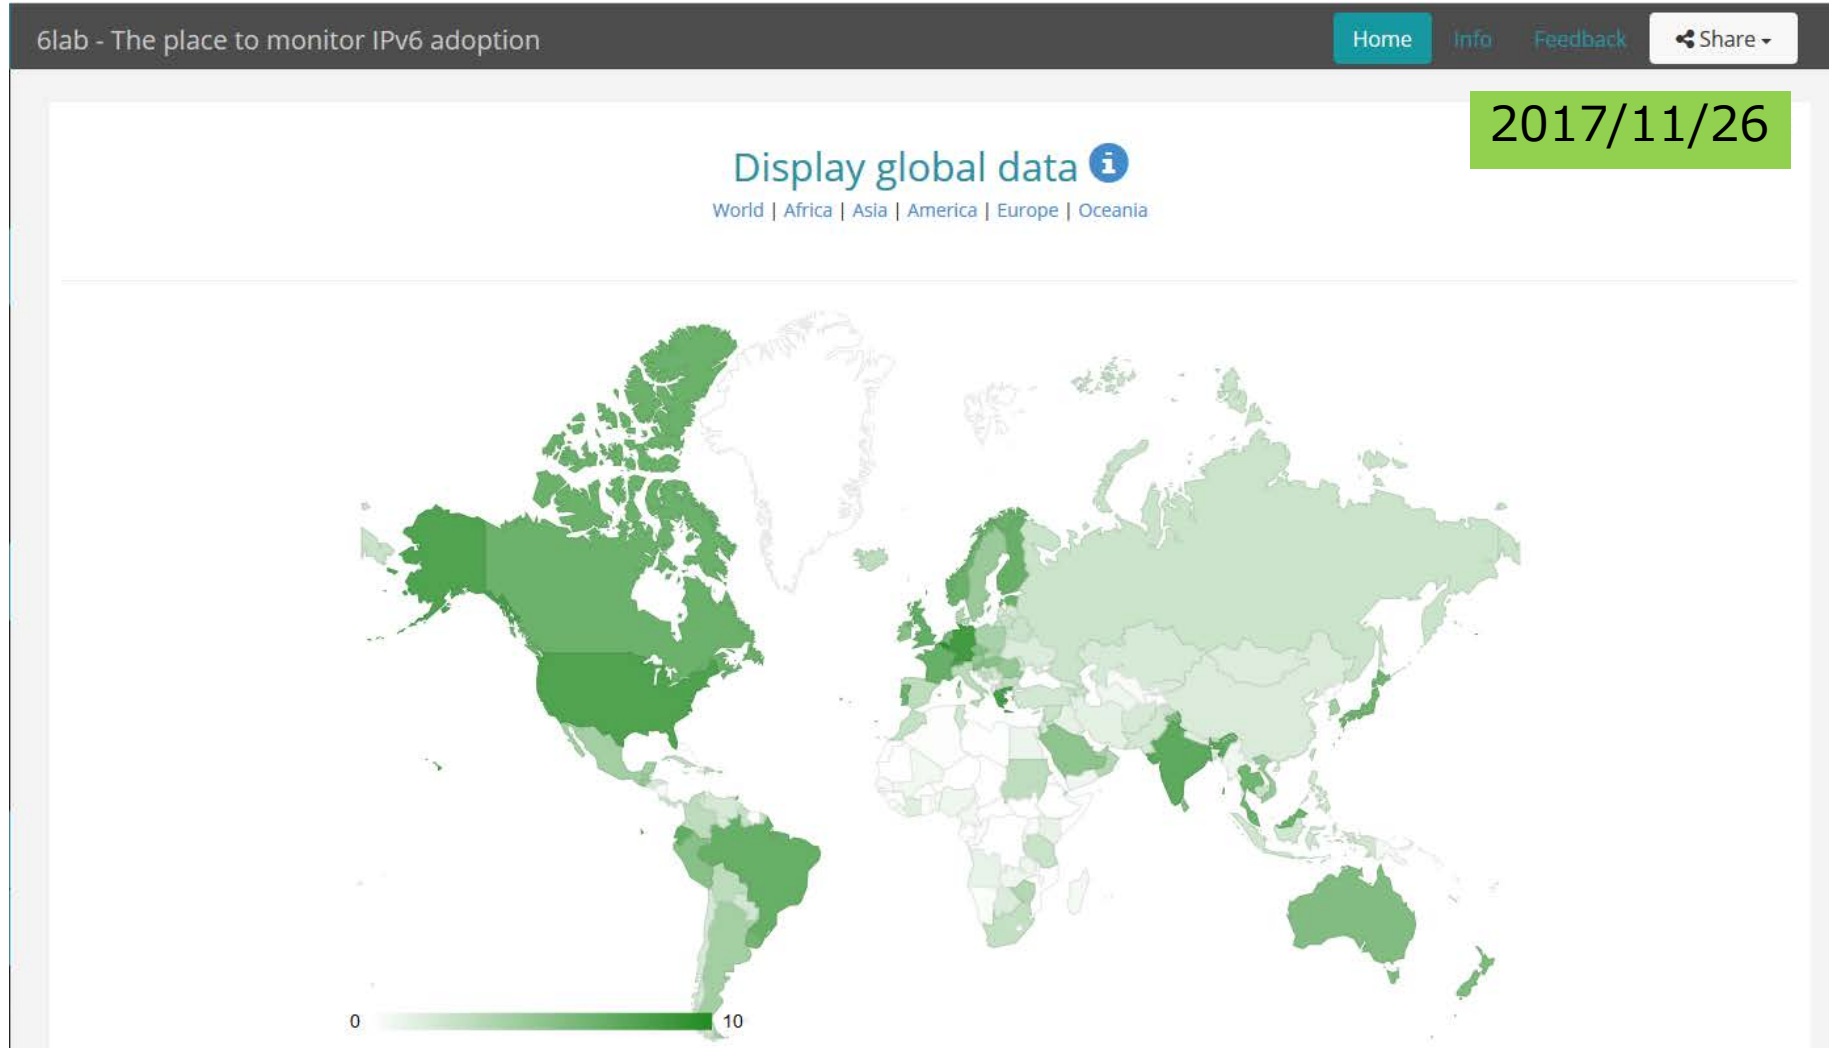 6lab - The place to monitor IPv6 adoption
Home Info Feedback Share
2017/11/26
Display global data
World | Africa | Asia | America | Europe | Oceania
0 10